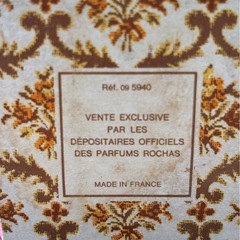 Réf. 09 5940
VENTE EXCLUSIVE
PAR LES
DÉPOSITAIRES OFFICIELS
DES PARFUMS ROCHAS
MADE IN FRANCE